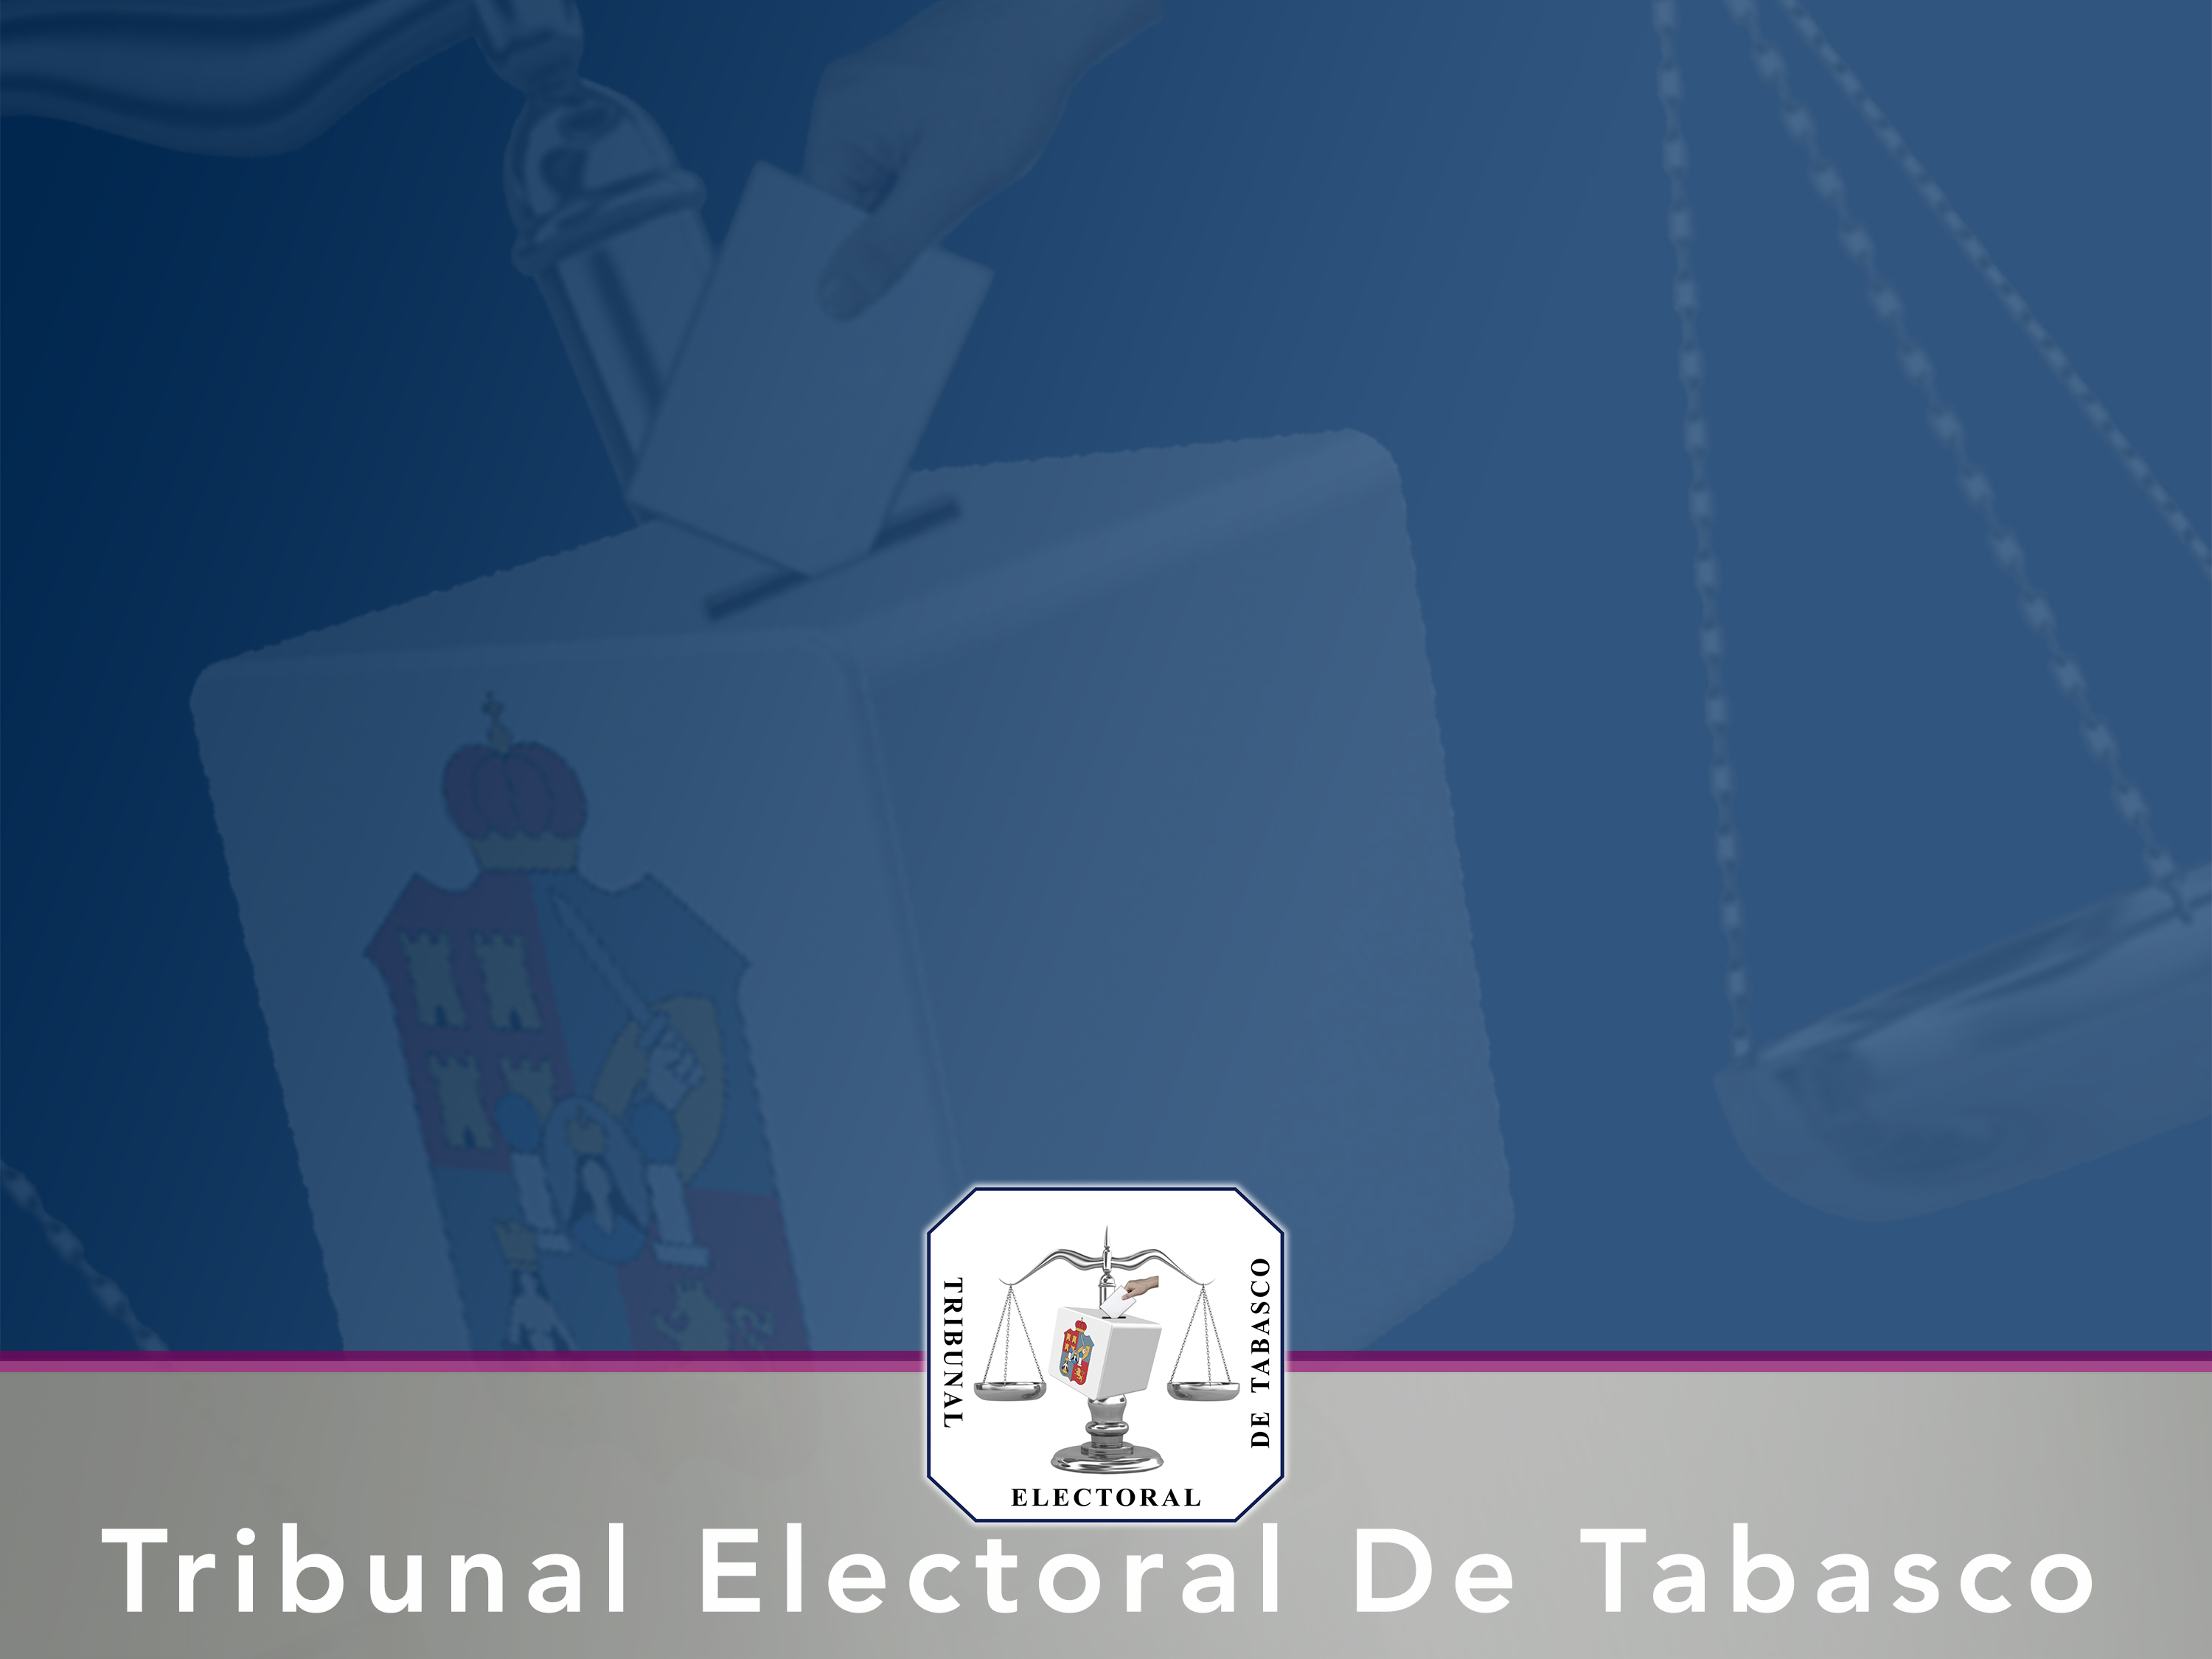 TRIBUNAL
ELECTORAL
DE TABASCO
Tribunal Electoral De Tabasco